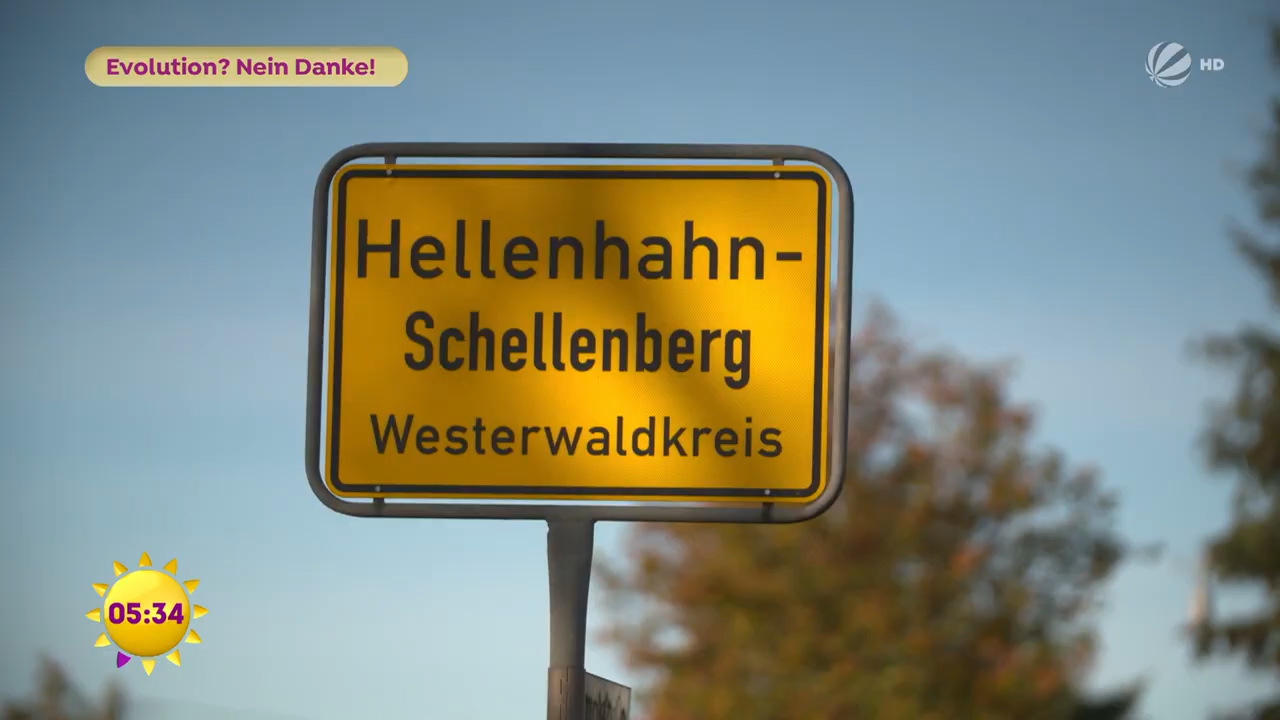 Evolution? Nein Danke!
HD
Hellenhahn-
Schellenberg
Westerwaldkreis
05:34